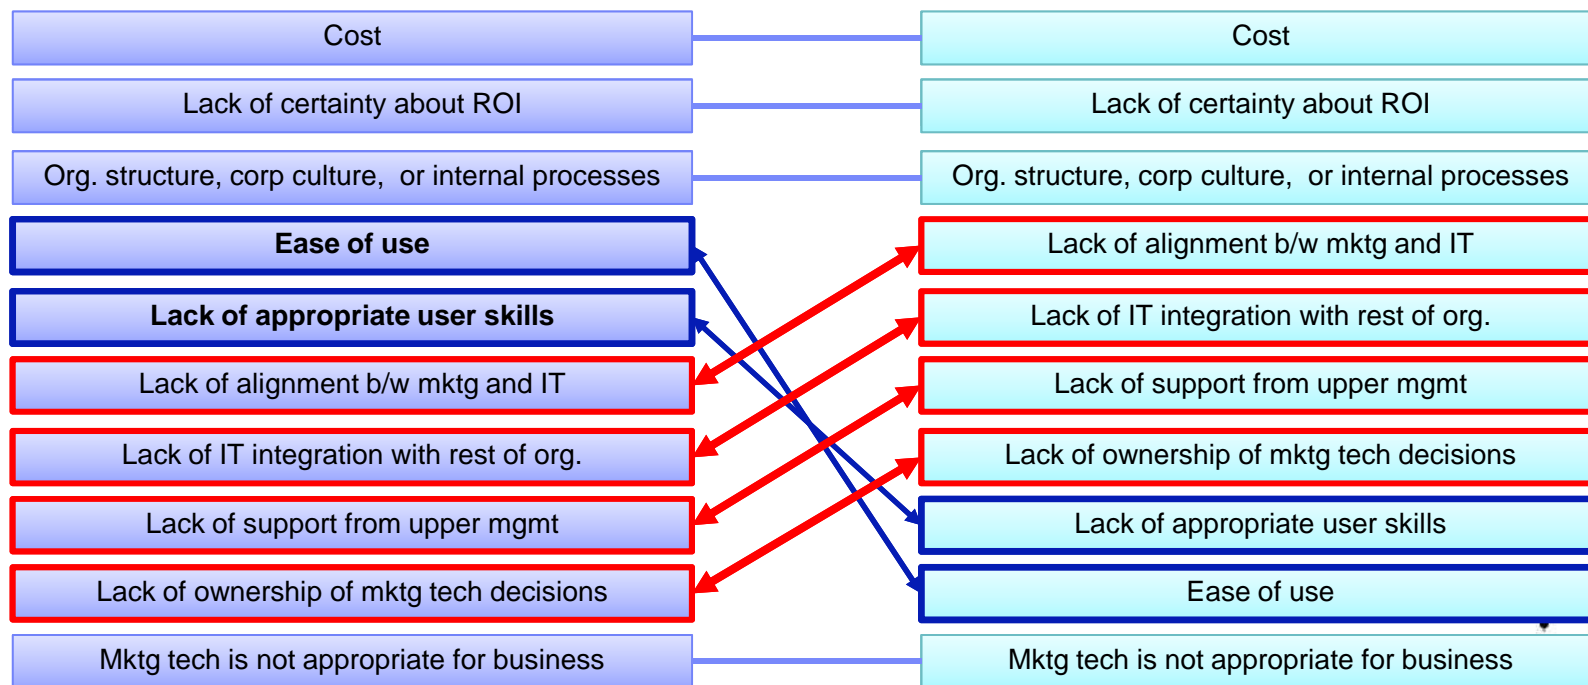 Cost
Lack of certainty about ROI
Org. structure, corp culture,  or internal processes
Ease of use
Lack of appropriate user skills
Lack of alignment b/w mktg and IT
Lack of IT integration with rest of org.
Lack of support from upper mgmt
Lack of ownership of mktg tech decisions
Mktg tech is not appropriate for business
Cost
Lack of certainty about ROI
Org. structure, corp culture,  or internal processes
Lack of alignment b/w mktg and IT
Lack of IT integration with rest of org.
Lack of support from upper mgmt
Lack of ownership of mktg tech decisions
Lack of appropriate user skills
Ease of use
Mktg tech is not appropriate for business